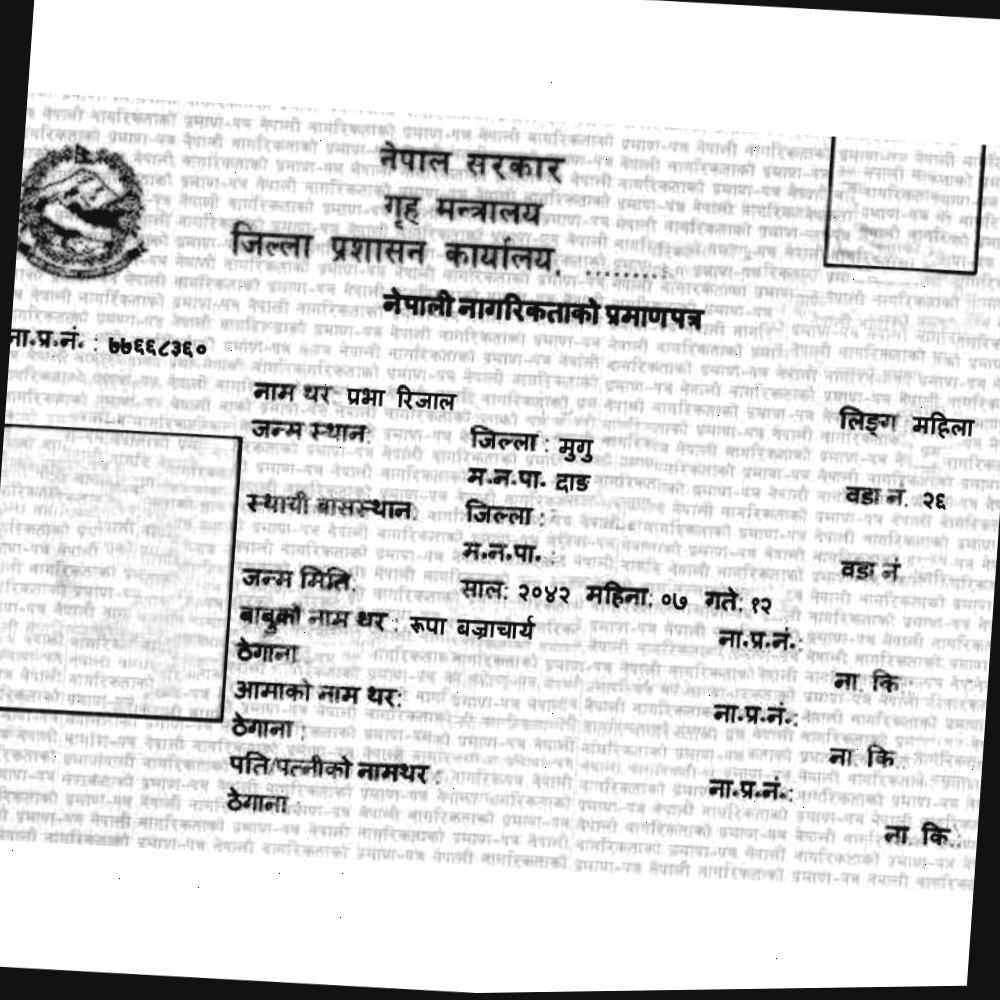 नेपाल सरकार
गृह मन्त्रालय
जिल्ला प्रशासन कार्यालय, .........
नेपाली नागरिकताको प्रमाणपत्र
ना.प्र.नं. : ७७६६८३६०
नाम थर प्रभा रिजाल
लिङ्ग महिला
जन्म स्थान: जिल्ला : मुगु
म.न.पा. दाङ वडा नं. २६
स्थायी बासस्थान: जिल्ला :
म.न.पा. : वडा नं
जन्म मिति: साल: २०४२ महिना: ०७ गते: १२
बाबुको नाम थर : रूपा बज्राचार्य ना.प्र.नं.:
ठेगाना : ना. कि.:
आमाको नाम थर: ना.प्र.नं.:
ठेगाना : ना. कि.:
पति/पत्नीको नामथर : ना.प्र.नं.:
ठेगाना : ना. कि.: